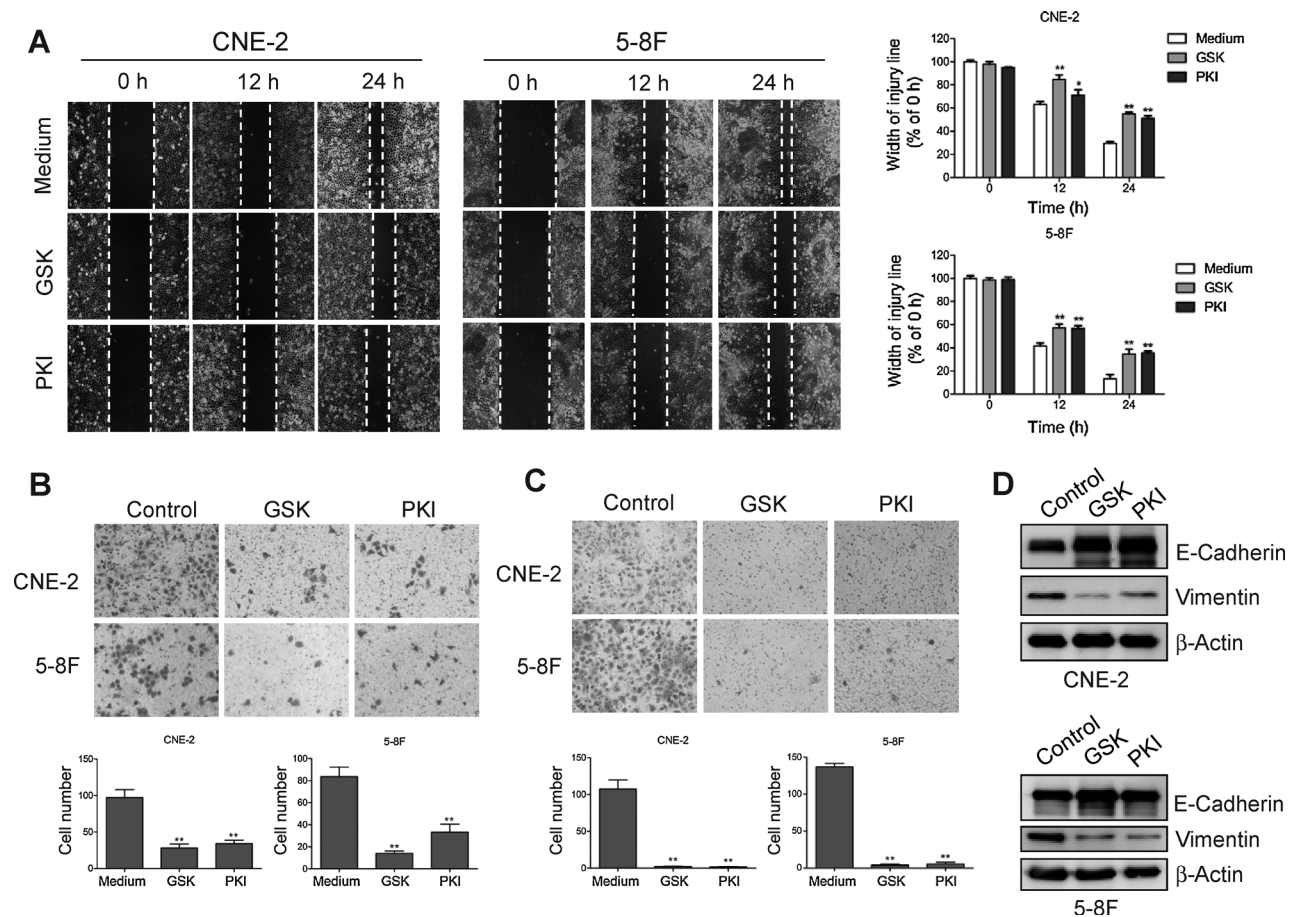 A
CNE-2
5-8F
0 h 12 h 24 h
0 h 12 h 24 h
Medium
GSK
PKI
CNE-2
Width of injury line
(% of 0 h)
120
100
80
60
40
20
0
** * ** **
0 12 24
Time (h)
Medium
GSK
PKI
5-8F
Width of injury line
(% of 0 h)
120
100
80
60
40
20
0
** ** ** **
0 12 24
Time (h)
Medium
GSK
PKI
B
Control GSK PKI
CNE-2
5-8F
CNE-2
Cell number
150
100
50
0
** **
Medium GSK PKI
5-8F
Cell number
100
80
60
40
20
0
** **
Medium GSK PKI
C
Control GSK PKI
CNE-2
5-8F
CNE-2
Cell number
150
100
50
0
** **
Medium GSK PKI
5-8F
Cell number
150
100
50
0
** **
Medium GSK PKI
D
Control GSK PKI
E-Cadherin
Vimentin
β-Actin
CNE-2
Control GSK PKI
E-Cadherin
Vimentin
β-Actin
5-8F